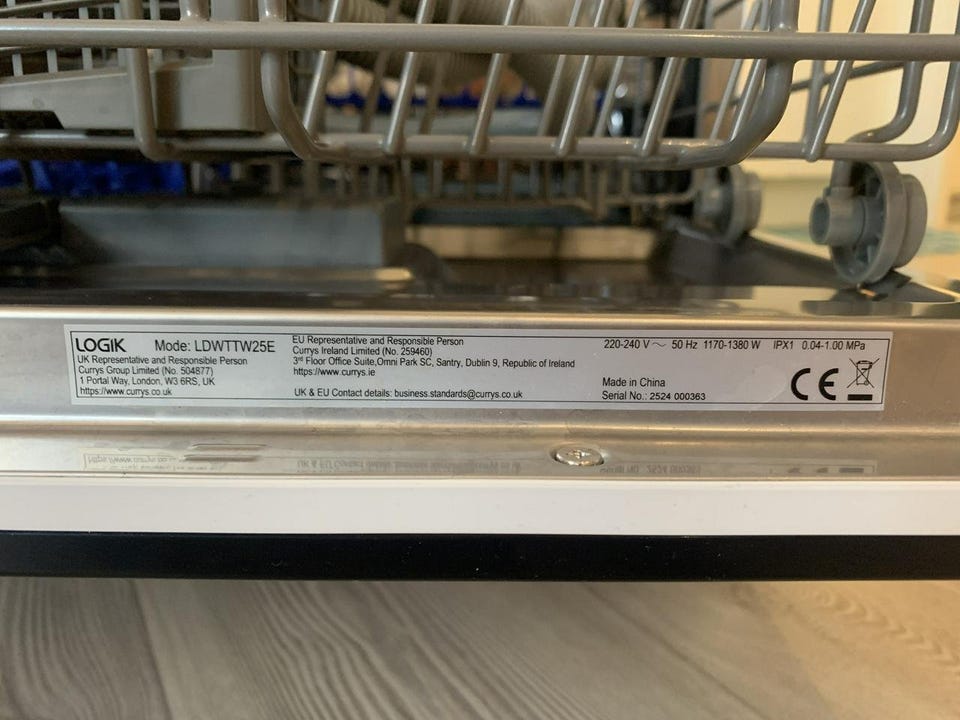 LOGIK Mode: LDWTTW25E
UK Representative and Responsible Person
Currys Group Limited (No. 504877)
1 Portal Way, London, W3 6RS, UK
https://www.currys.co.uk
EU Representative and Responsible Person
Currys Ireland Limited (No. 259460)
3rd Floor Office Suite,Omni Park SC, Santry, Dublin 9, Republic of Ireland
https://www.currys.ie
UK & EU Contact details: business.standards@currys.co.uk
220-240 V ~ 50 Hz 1170-1380 W IPX1 0.04-1.00 MPa
Made in China
Serial No.: 2524 000363
CE